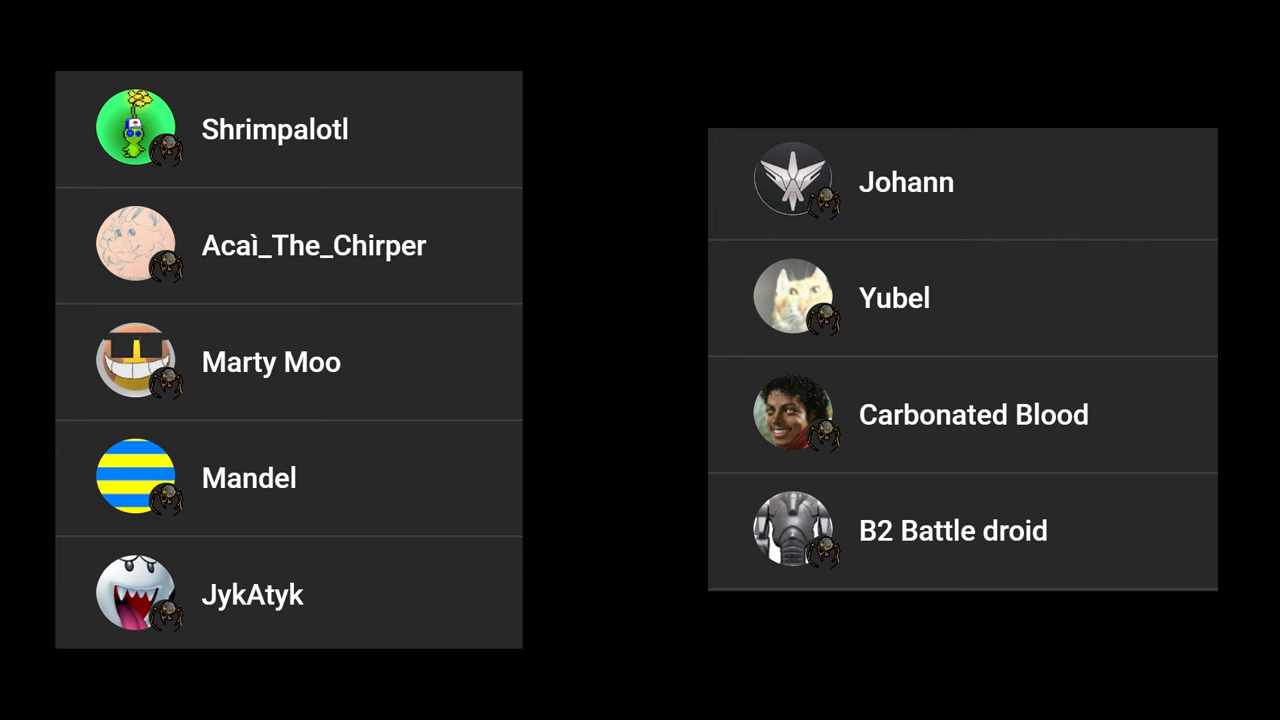 Shrimpalotl
Acaì_The_Chirper
Marty Moo
Mandel
JykAtyk
Johann
Yubel
Carbonated Blood
B2 Battle droid